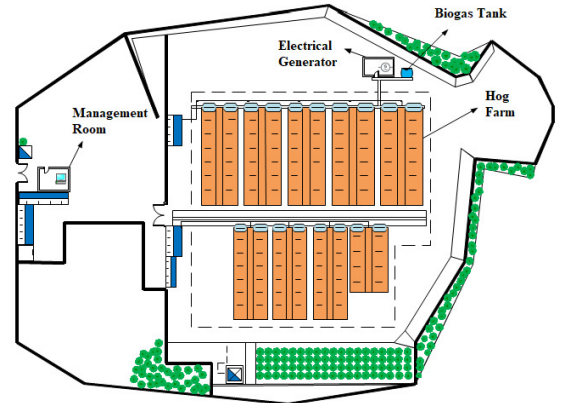 Biogas Tank
Electrical
Generator
Hog
Farm
Management
Room